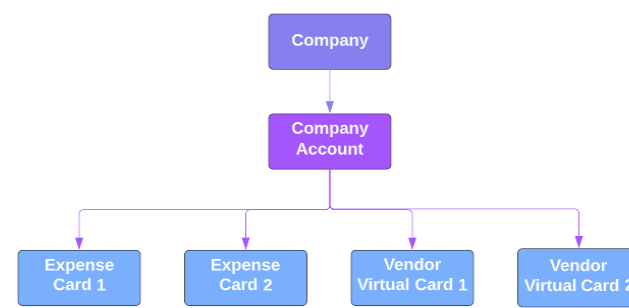 Company
Company
Account
Expense
Card 1
Expense
Card 2
Vendor
Virtual Card 1
Vendor
Virtual Card 2